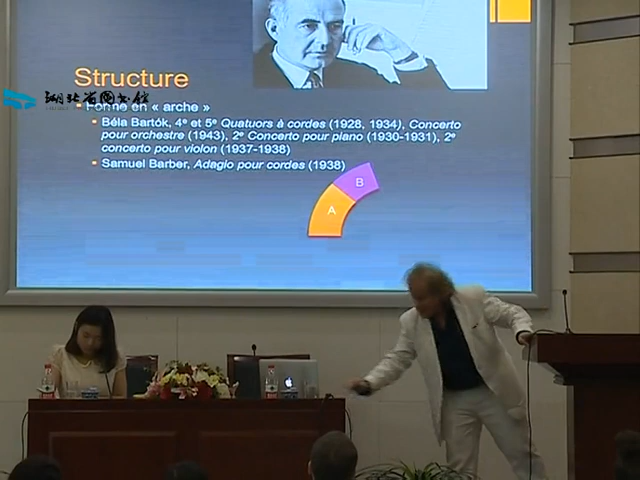 湖北省图书馆
Structure
Forme en « arche »
Béla Bartók, 4e et 5e Quatuors à cordes (1928, 1934), Concerto
pour orchestre (1943), 2e Concerto pour piano (1930-1931), 2e
concerto pour violon (1937-1938)
Samuel Barber, Adagio pour cordes (1938)
B
A